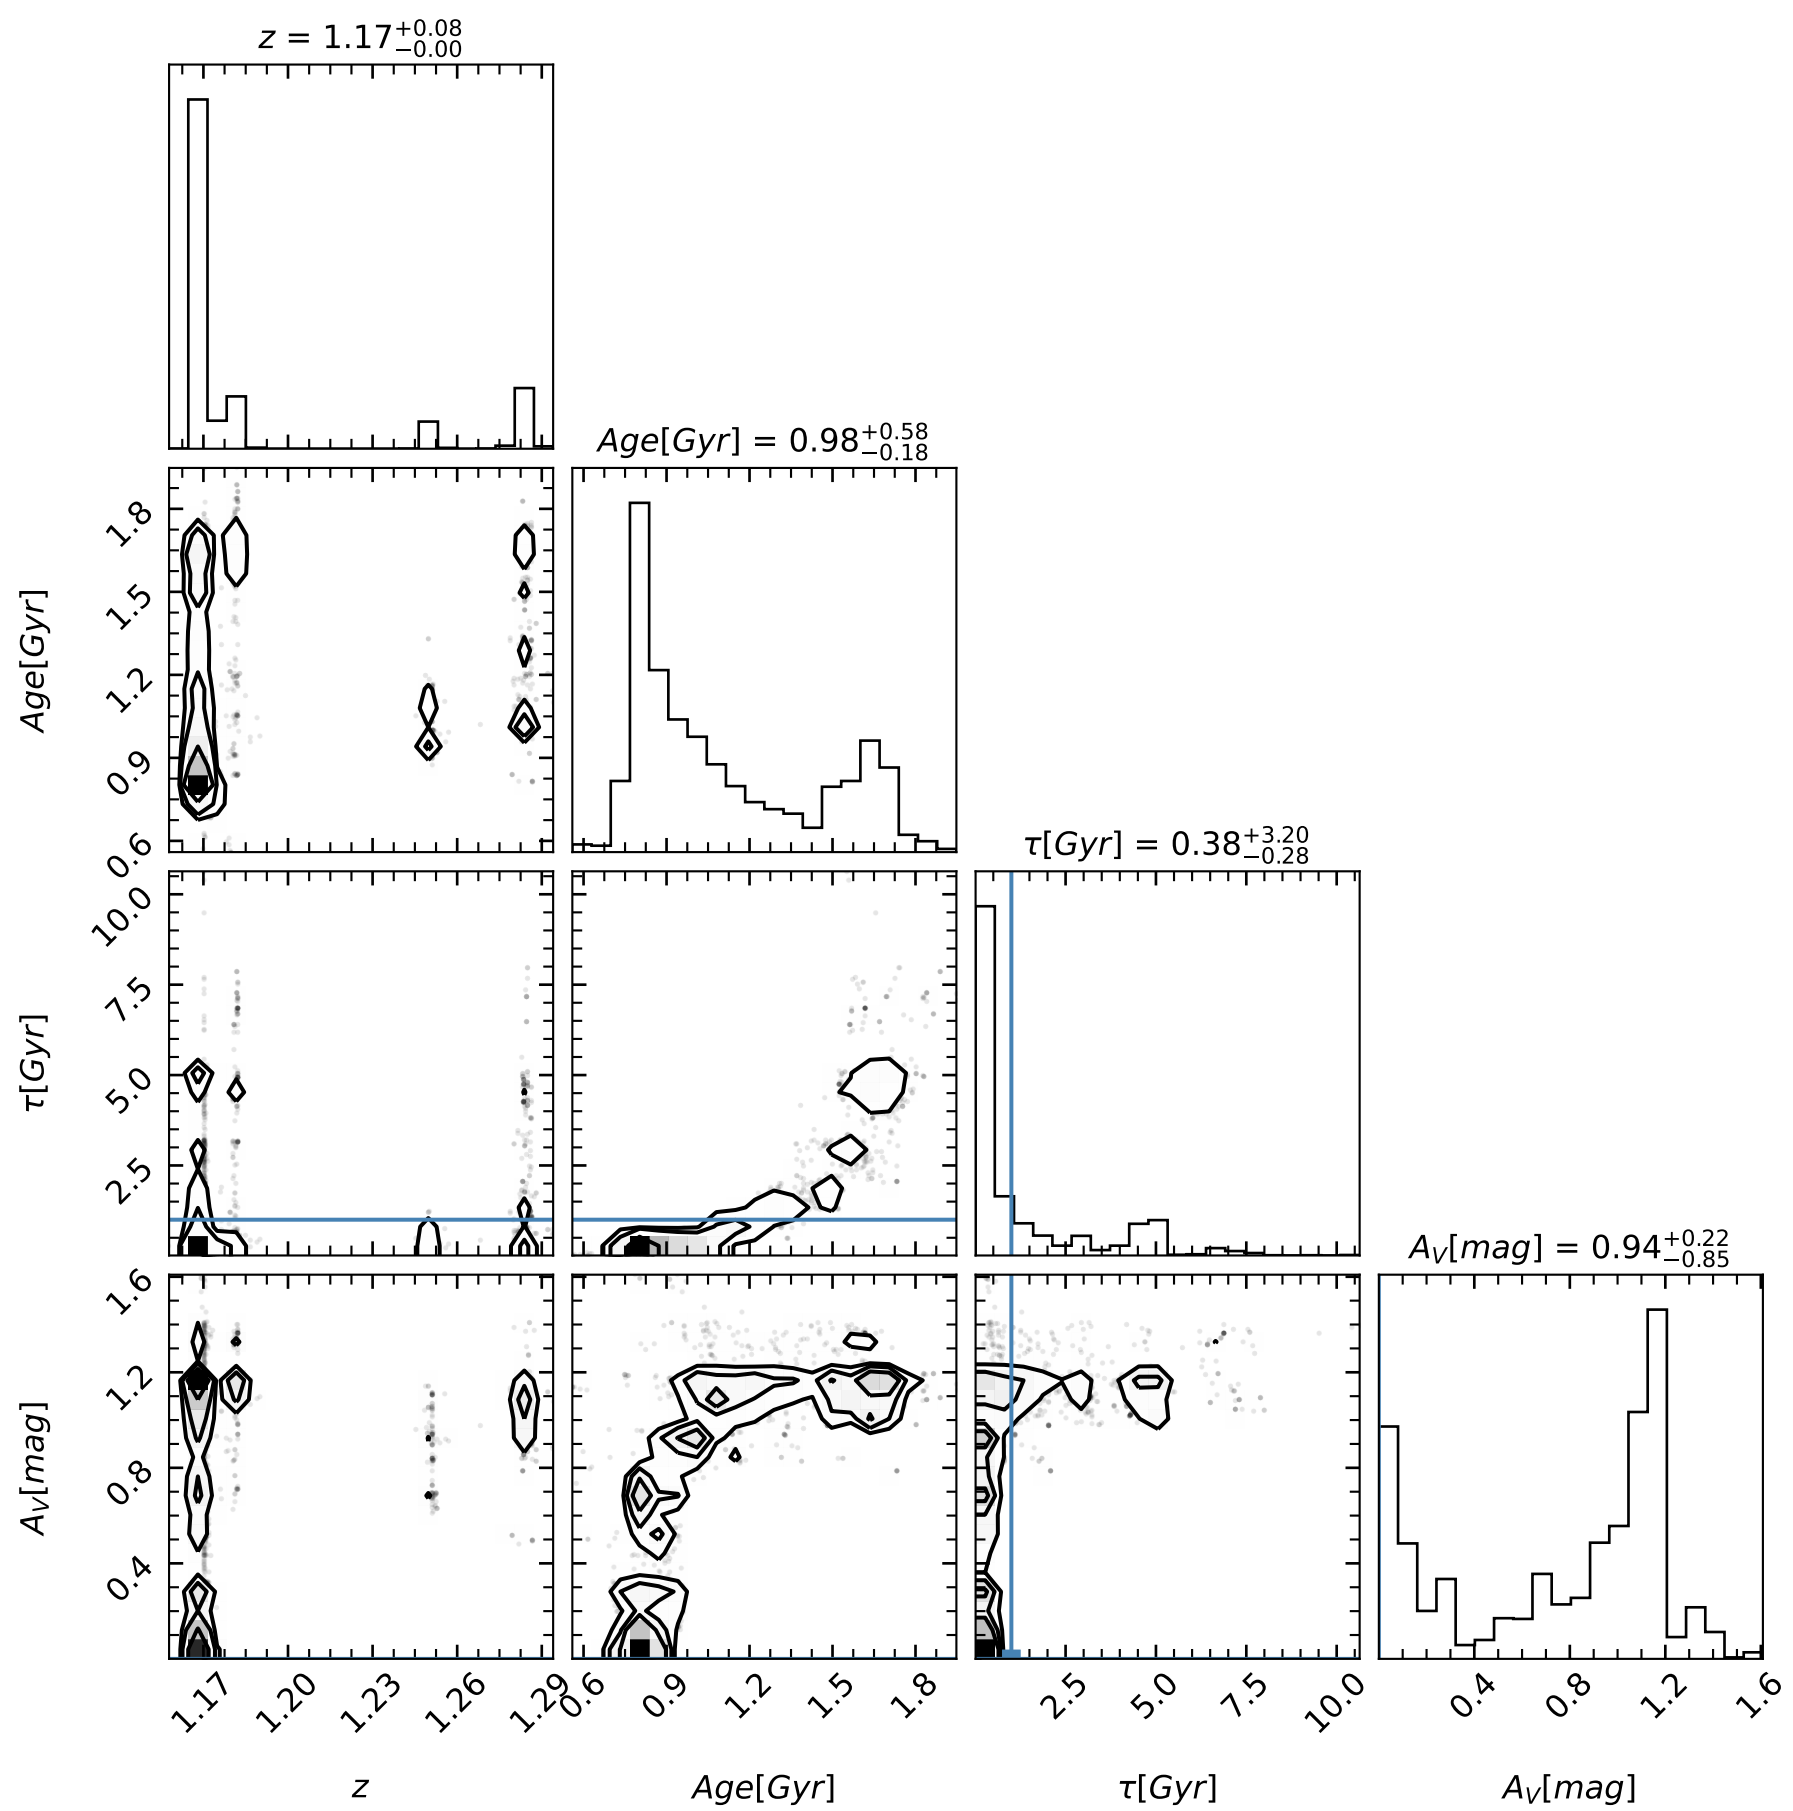 z = 1.17+0.08−0.00
Age[Gyr] = 0.98+0.58−0.18
1.8
1.5
1.2
0.9
0.6
Age[Gyr]
τ[Gyr] = 0.38+3.20−0.28
10.0
7.5
5.0
2.5
τ[Gyr]
AV[mag] = 0.94+0.22−0.85
1.6
1.2
0.8
0.4
AV[mag]
1.17 1.20 1.23 1.26 1.29 0.6 0.9 1.2 1.5 1.8 2.5 5.0 7.5 10.0 0.4 0.8 1.2 1.6
z Age[Gyr] τ[Gyr] AV[mag]